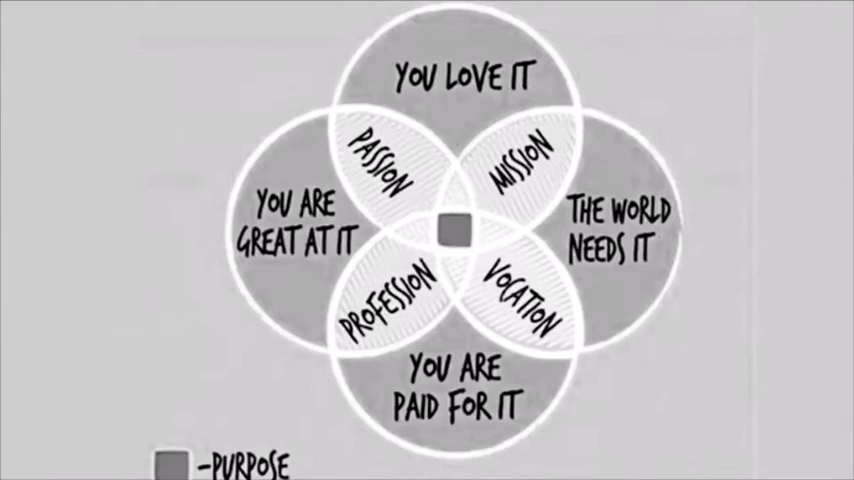 YOU LOVE IT
PASSION
MISSION
YOU ARE
GREAT AT IT
THE WORLD
NEEDS IT
PROFESSION
VOCATION
YOU ARE
PAID FOR IT
-PURPOSE